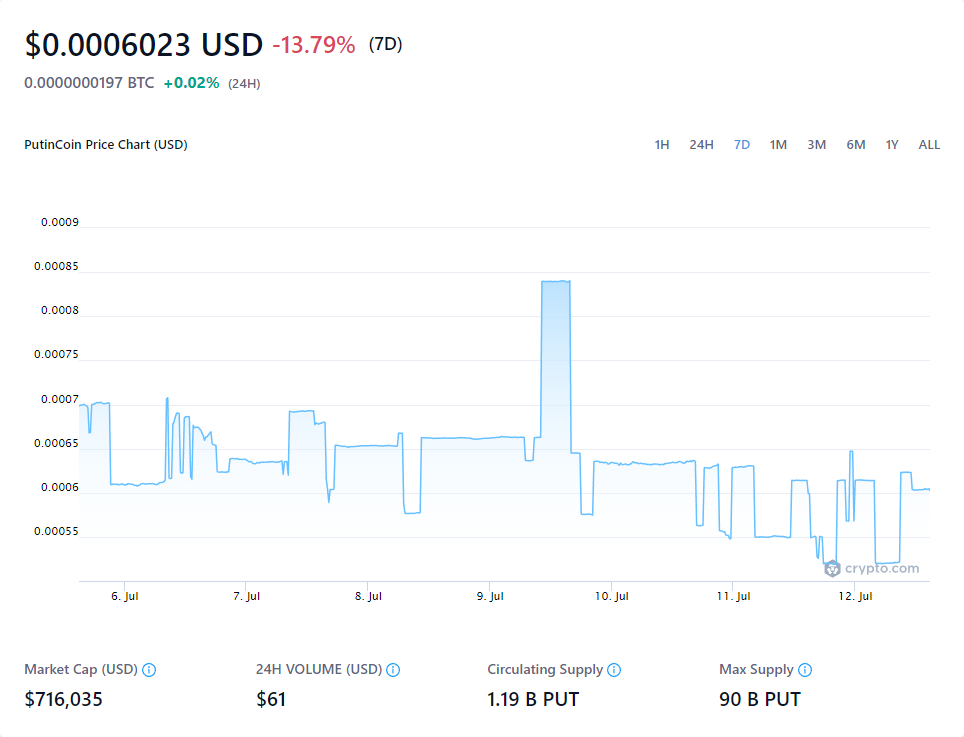 $0.0006023 USD -13.79% (7D)
0.0000000197 BTC +0.02% (24H)
PutinCoin Price Chart (USD) 1H 24H 7D 1M 3M 6M 1Y ALL
0.0009
0.00085
0.0008
0.00075
0.0007
0.00065
0.0006
0.00055
crypto.com
6. Jul 7. Jul 8. Jul 9. Jul 10. Jul 11. Jul 12. Jul
Market Cap (USD) 24H VOLUME (USD) Circulating Supply Max Supply
$716,035 $61 1.19 B PUT 90 B PUT